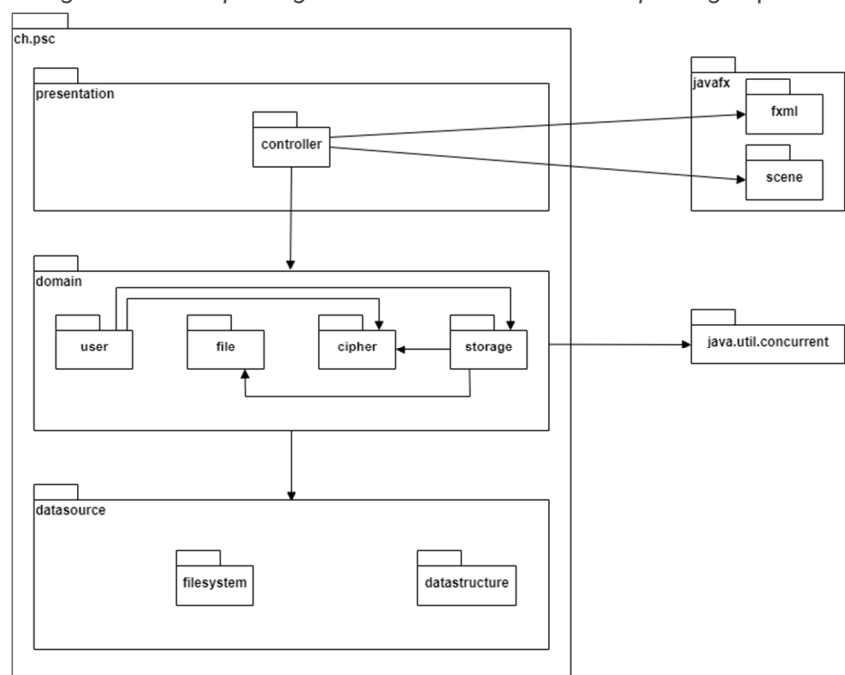 ch.psc
presentation
controller
javafx
fxml
scene
domain
user
file
cipher
storage
java.util.concurrent
datasource
filesystem
datastructure